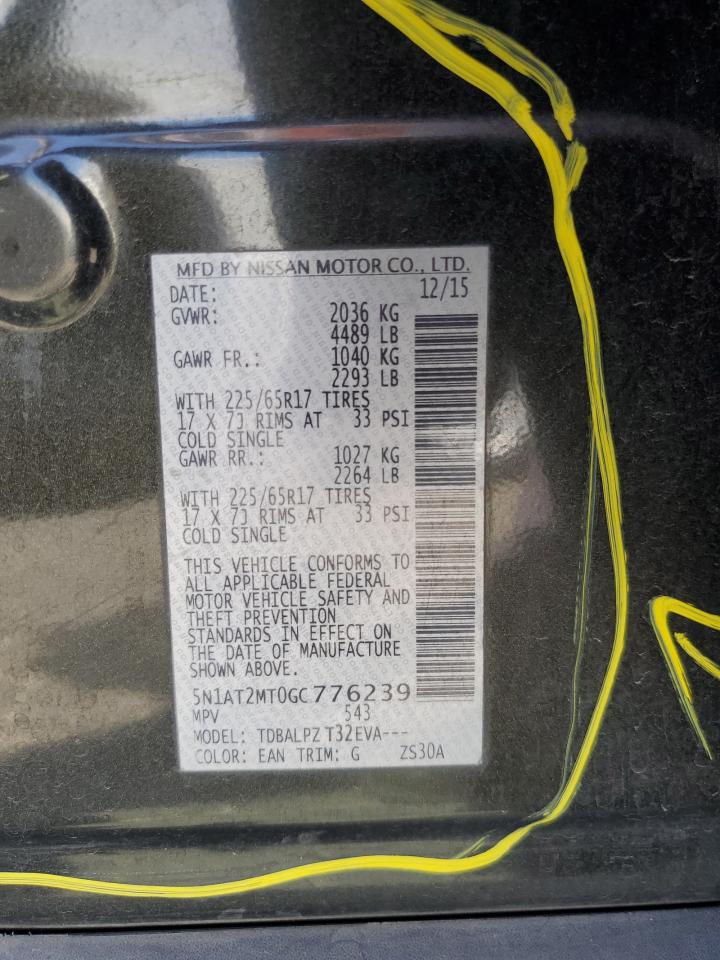 MFD BY NISSAN MOTOR CO., LTD.
DATE: 12/15
GVWR: 2036 KG
4489 LB
GAWR FR.: 1040 KG
2293 LB
WITH 225/65R17 TIRES
17 X 7J RIMS AT 33 PSI
COLD SINGLE
GAWR RR.: 1027 KG
2264 LB
WITH 225/65R17 TIRES
17 X 7J RIMS AT 33 PSI
COLD SINGLE
THIS VEHICLE CONFORMS TO
ALL APPLICABLE FEDERAL
MOTOR VEHICLE SAFETY AND
THEFT PREVENTION
STANDARDS IN EFFECT ON
THE DATE OF MANUFACTURE
SHOWN ABOVE.
5N1AT2MT0GC776239
MPV 543
MODEL: TDBALPZ T32EVA---
COLOR: EAN TRIM: G ZS30A